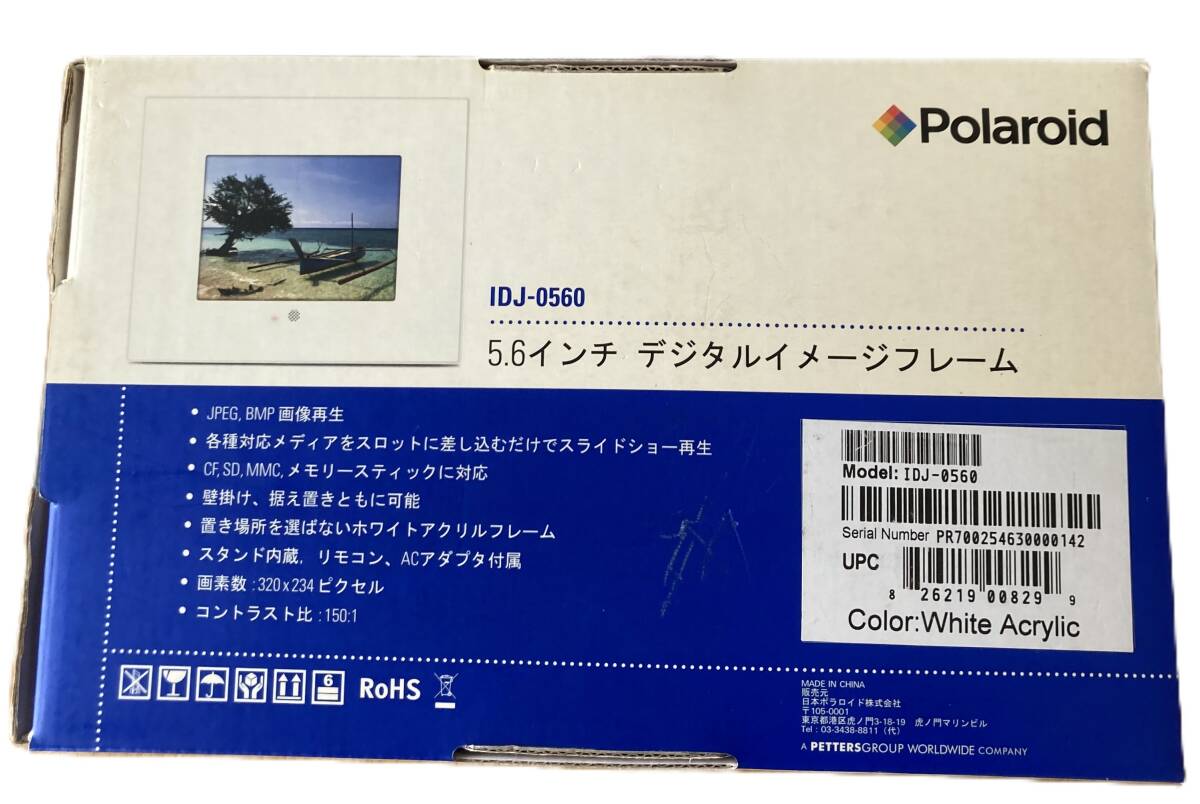 Polaroid
IDJ-0560
5.6インチ デジタルイメージフレーム
• JPEG, BMP 画像再生
• 各種対応メディアをスロットに差し込むだけでスライドショー再生
• CF, SD, MMC, メモリースティックに対応
• 壁掛け、据え置きともに可能
• 置き場所を選ばないホワイトアクリルフレーム
• スタンド内蔵, リモコン、ACアダプタ付属
• 画素数 : 320x234 ピクセル
• コントラスト比 : 150:1
Model: IDJ-0560
Serial Number PR700254630000142
UPC
8 26219 00829 9
Color:White Acrylic
6
RoHS
MADE IN CHINA
販売元
日本ポラロイド株式会社
〒105-0001
東京都港区虎ノ門3-18-19 虎ノ門マリンビル
Tel : 03-3438-8811（代）
A PETTERSGROUP WORLDWIDE COMPANY